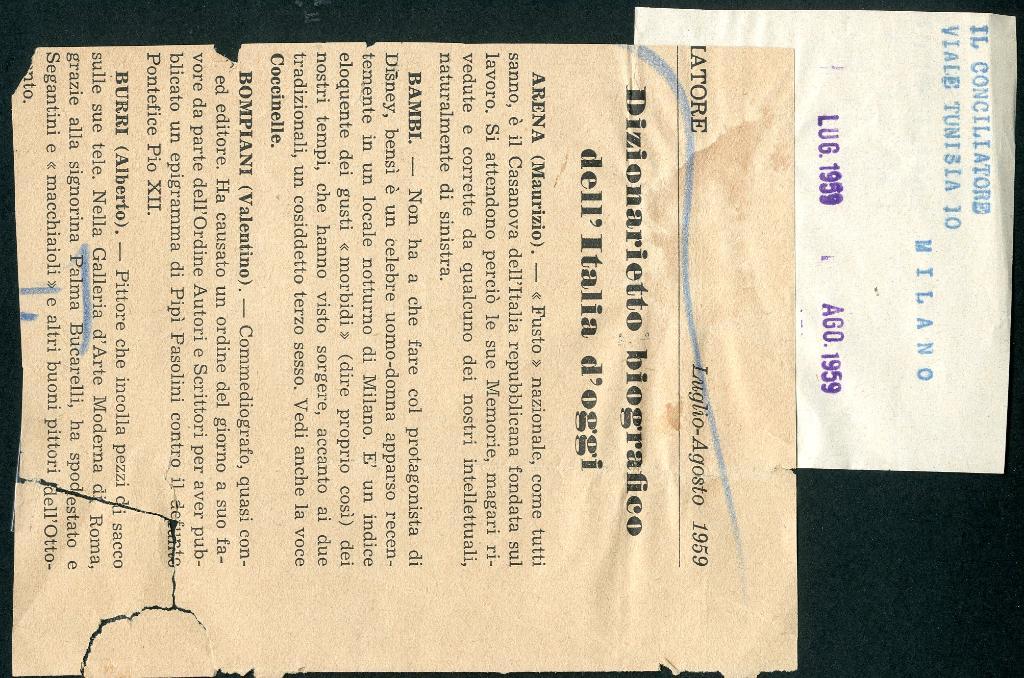 IL CONCILIATORE
VIALE TUNISIA 10
MILANO
LUG. 1959 AGO. 1959
IATORE Luglio-Agosto 1959
Dizionarietto biografico
dell'Italia d'oggi
ARENA (Maurizio). — « Fusto » nazionale, come tutti
sanno, è il Casanova dell'Italia repubblicana fondata sul
lavoro. Si attendono perciò le sue Memorie, magari ri-
vedute e corrette da qualcuno dei nostri intellettuali,
naturalmente di sinistra.
BAMBI. — Non ha a che fare col protagonista di
Disney, bensì è un celebre uomo-donna apparso recen-
temente in un locale notturno di Milano. E' un indice
eloquente dei gusti « morbidi » (dire proprio così) dei
nostri tempi, che hanno visto sorgere, accanto ai due
tradizionali, un cosiddetto terzo sesso. Vedi anche la voce
Coccinelle.
BOMPIANI (Valentino). — Commediografo, quasi con-
ed editore. Ha causato un ordine del giorno a suo fa-
vore da parte dell'Ordine Autori e Scrittori per aver pub-
blicato un epigramma di Pipì Pasolini contro il defunto
Pontefice Pio XII.
BURRI (Alberto). — Pittore che incolla pezzi di sacco
sulle sue tele. Nella Galleria d'Arte Moderna di Roma,
grazie alla signorina Palma Bucarelli, ha spodestato e
Segantini e « macchiaioli » e altri buoni pittori dell'Otto-